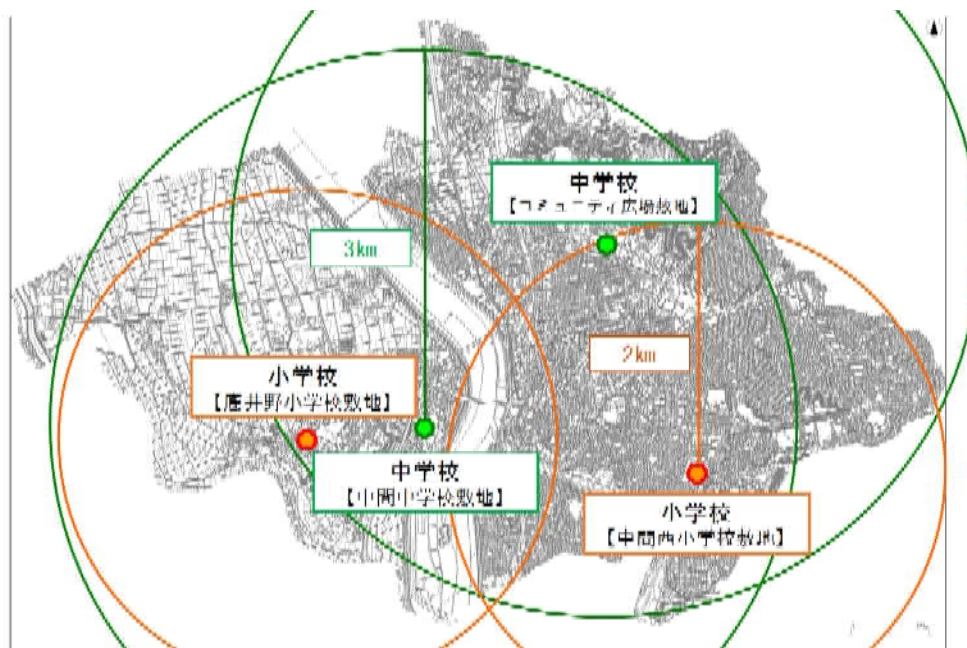 中学校
【コミュニティ広場敷地】
3km
2km
小学校
【底井野小学校敷地】
中学校
【中間中学校敷地】
小学校
【中間西小学校敷地】